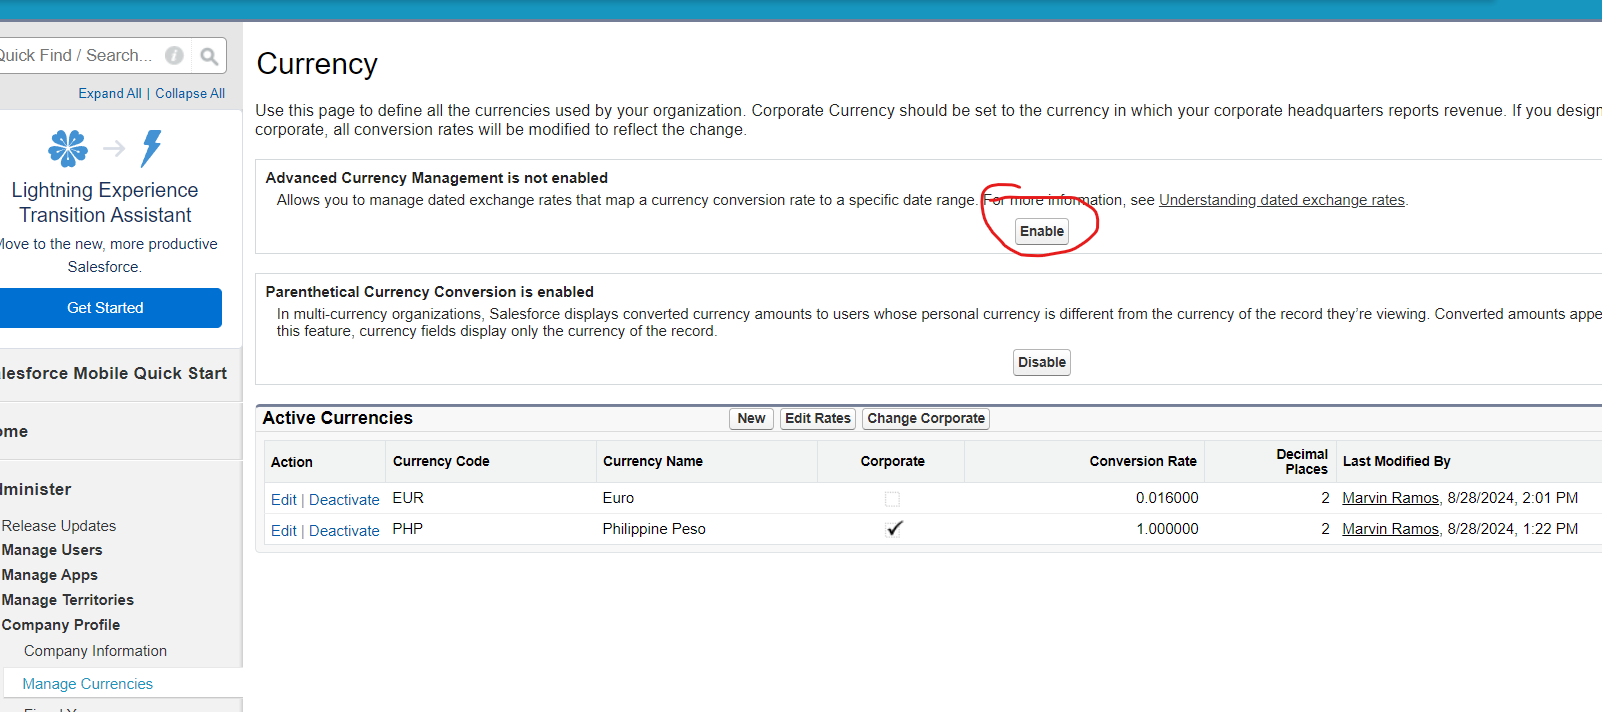 Quick Find / Search...
Expand All | Collapse All
Lightning Experience
Transition Assistant
Move to the new, more productive
Salesforce.
Get Started
lesforce Mobile Quick Start
ome
lminister
Release Updates
Manage Users
Manage Apps
Manage Territories
Company Profile
Company Information
Manage Currencies
Currency
Use this page to define all the currencies used by your organization. Corporate Currency should be set to the currency in which your corporate headquarters reports revenue. If you design
corporate, all conversion rates will be modified to reflect the change.
Advanced Currency Management is not enabled
Allows you to manage dated exchange rates that map a currency conversion rate to a specific date range. For more information, see Understanding dated exchange rates.
Enable
Parenthetical Currency Conversion is enabled
In multi-currency organizations, Salesforce displays converted currency amounts to users whose personal currency is different from the currency of the record they're viewing. Converted amounts appe
this feature, currency fields display only the currency of the record.
Disable
Active Currencies New Edit Rates Change Corporate
Action Currency Code Currency Name Corporate Conversion Rate Decimal Places Last Modified By
Edit | Deactivate EUR Euro 0.016000 2 Marvin Ramos, 8/28/2024, 2:01 PM
Edit | Deactivate PHP Philippine Peso 1.000000 2 Marvin Ramos, 8/28/2024, 1:22 PM